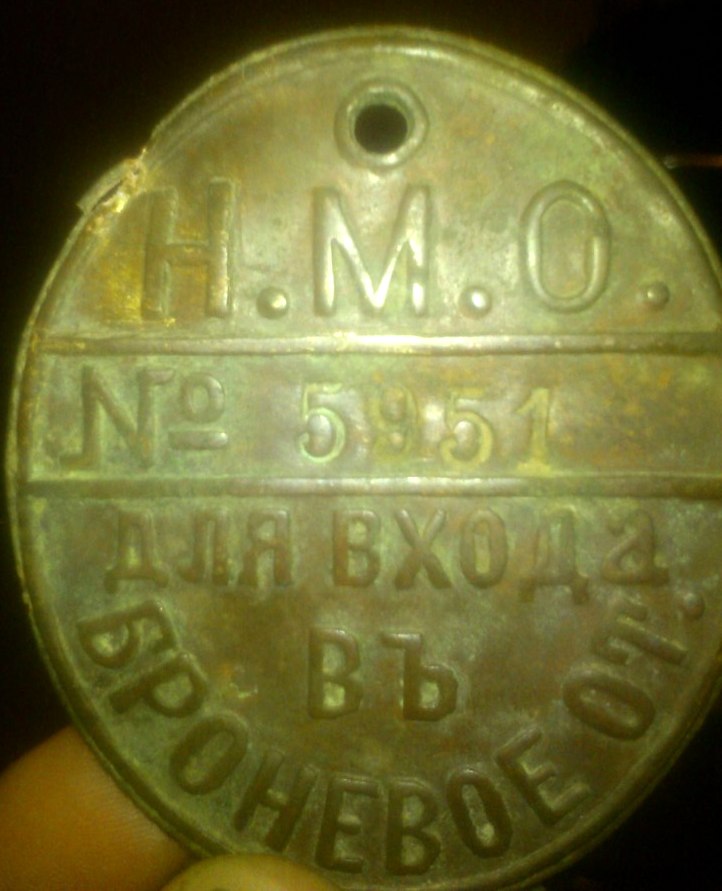 Н.М.О.
№ 5951
для входа
въ
Броневое от.